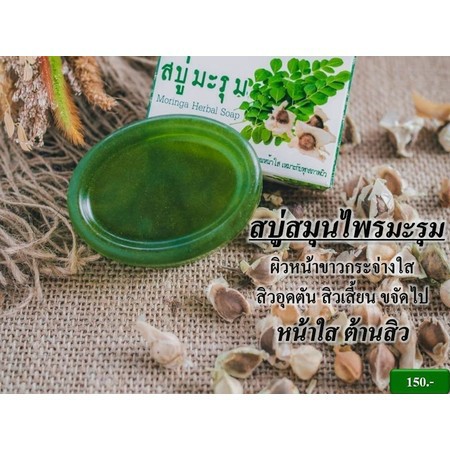 สบู่มะรุม
Moringa Herbal Soap
สบู่สมุนไพรมะรุม
ผิวหน้าขาวกระจ่างใส
สิวอุดตัน สิวเสี้ยน ขจัดไป
หน้าใส ต้านสิว
150.-